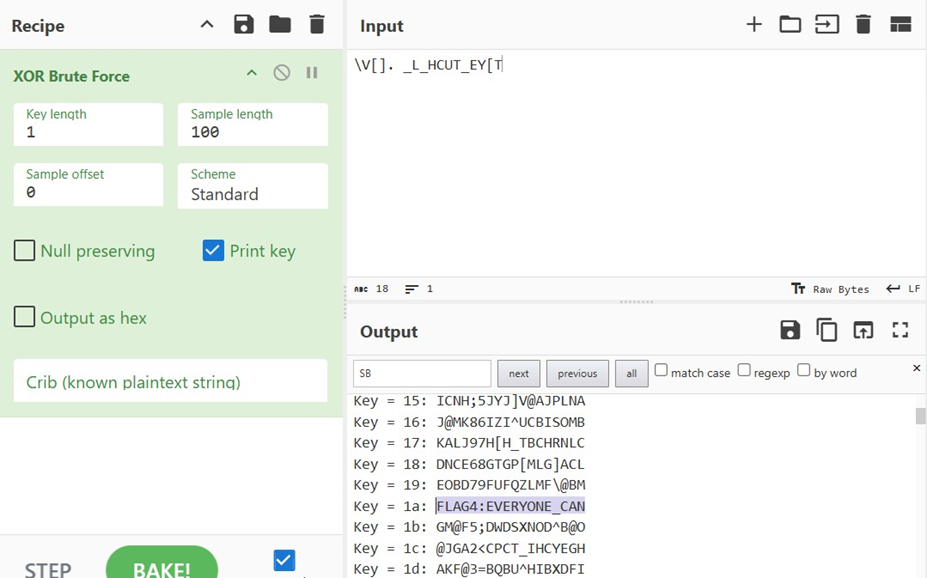 Recipe
XOR Brute Force
Key length
1
Sample length
100
Sample offset
0
Scheme
Standard
Null preserving
Print key
Output as hex
Crib (known plaintext string)
STEP
BAKE!
Input
\V[]. _L_HCUT_EY[T
ABC 18
1
Tт Raw Bytes
LF
Output
SB
next
previous
all
match case
regexp
by word
×
Key = 15: ICNH;5JYJ]V@AJPLNA
Key = 16: J@MK86IZI^UCBISOMB
Key = 17: KALJ97H[H_TBCHRNLC
Key = 18: DNCE68GTGP[MLG]ACL
Key = 19: EOBD79FUFQZLMF\@BM
Key = 1a: FLAG4:EVERYONE_CAN
Key = 1b: GM@F5;DWDSXNOD^B@O
Key = 1c: @JGA2<CPCT_IHCYEGH
Key = 1d: AKF@3=BQBU^HIBXDFI